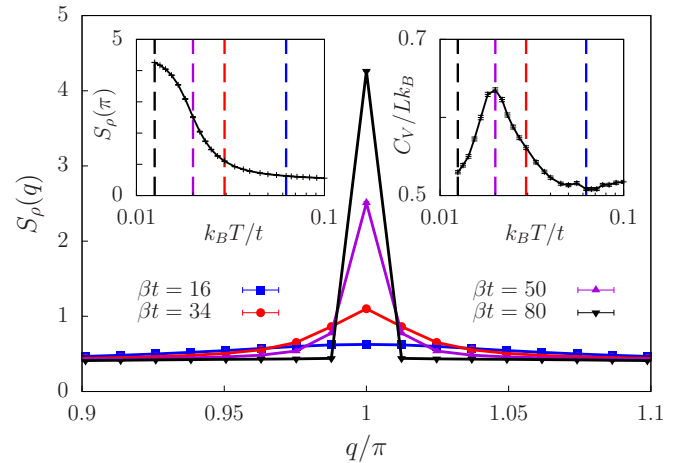 5
4
3
2
1
0
S_ρ(q)
0.9
0.95
1
1.05
1.1
q/π
5
0
S_ρ(π)
0.01
0.1
k_BT/t
0.7
0.5
C_V/Lk_B
0.01
0.1
k_BT/t
βt = 16
βt = 34
βt = 50
βt = 80